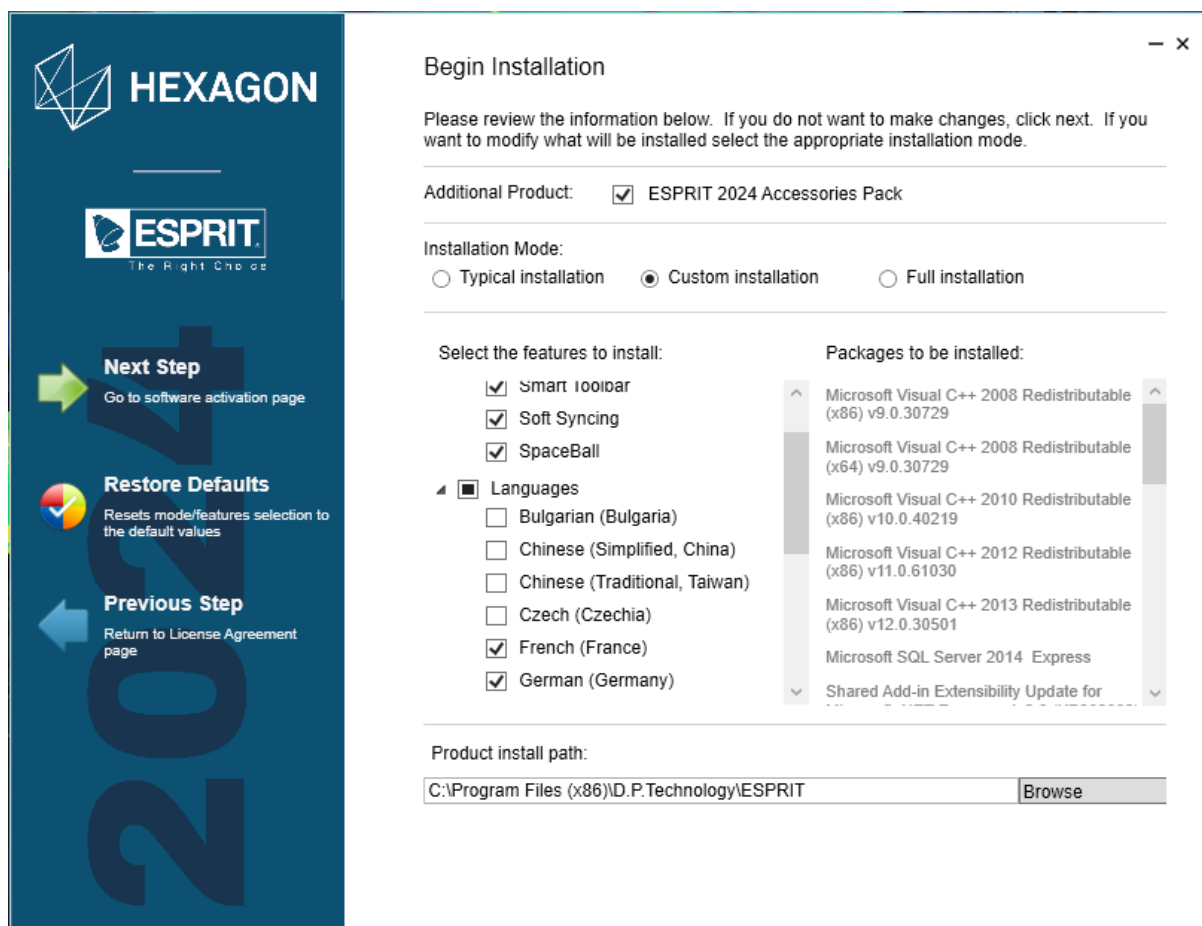 HEXAGON
ESPRIT
The Right Choice
2024
Next Step
Go to software activation page
Restore Defaults
Resets mode/features selection to
the default values
Previous Step
Return to License Agreement
page
Begin Installation
Please review the information below. If you do not want to make changes, click next. If you
want to modify what will be installed select the appropriate installation mode.
Additional Product: ESPRIT 2024 Accessories Pack
Installation Mode:
Typical installation Custom installation Full installation
Select the features to install:
Smart Toolbar
Soft Syncing
SpaceBall
Languages
Bulgarian (Bulgaria)
Chinese (Simplified, China)
Chinese (Traditional, Taiwan)
Czech (Czechia)
French (France)
German (Germany)
Packages to be installed:
Microsoft Visual C++ 2008 Redistributable
(x86) v9.0.30729
Microsoft Visual C++ 2008 Redistributable
(x64) v9.0.30729
Microsoft Visual C++ 2010 Redistributable
(x86) v10.0.40219
Microsoft Visual C++ 2012 Redistributable
(x86) v11.0.61030
Microsoft Visual C++ 2013 Redistributable
(x86) v12.0.30501
Microsoft SQL Server 2014 Express
Shared Add-in Extensibility Update for
Product install path:
C:\Program Files (x86)\D.P.Technology\ESPRIT
Browse